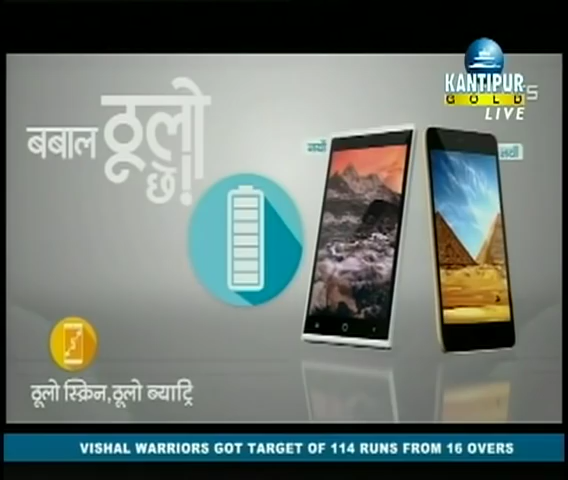 KANTIPUR
GOLD
LIVE
बबाल ठूलो
छ!
ठूलो स्क्रिन,ठूलो ब्याट्रि
VISHAL WARRIORS GOT TARGET OF 114 RUNS FROM 16 OVERS